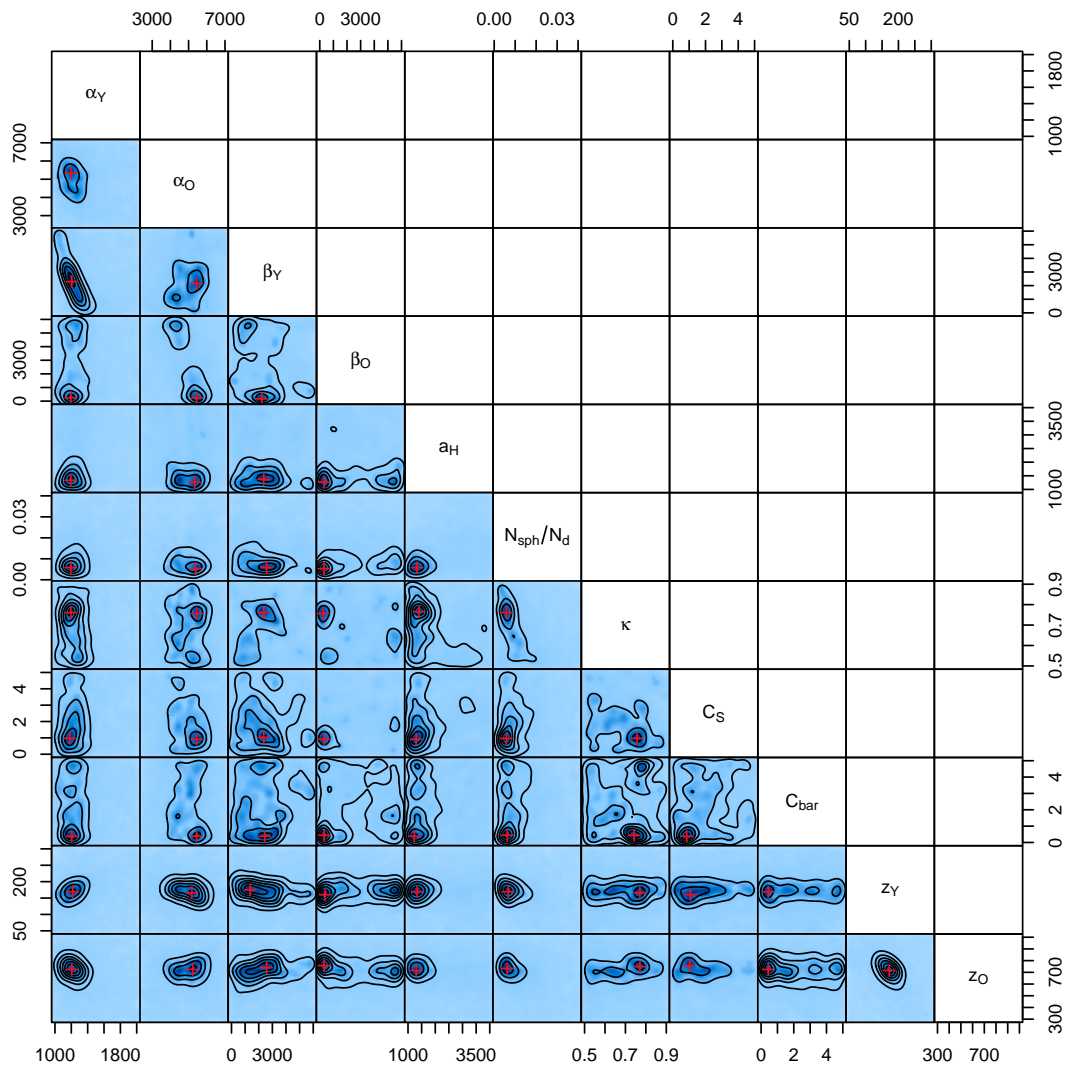 3000 7000 0 3000 0.00 0.03 0 2 4 50 200
α_Y 1000 1800
3000 7000 α_O
β_Y 0 3000
0 3000 β_O
a_H 1000 3500
0.00 0.03 N_sph/N_d
κ 0.5 0.7 0.9
0 2 4 C_S
C_bar 0 2 4
50 200 z_Y
z_O 300 700
1000 1800 0 3000 1000 3500 0.5 0.7 0.9 0 2 4 300 700